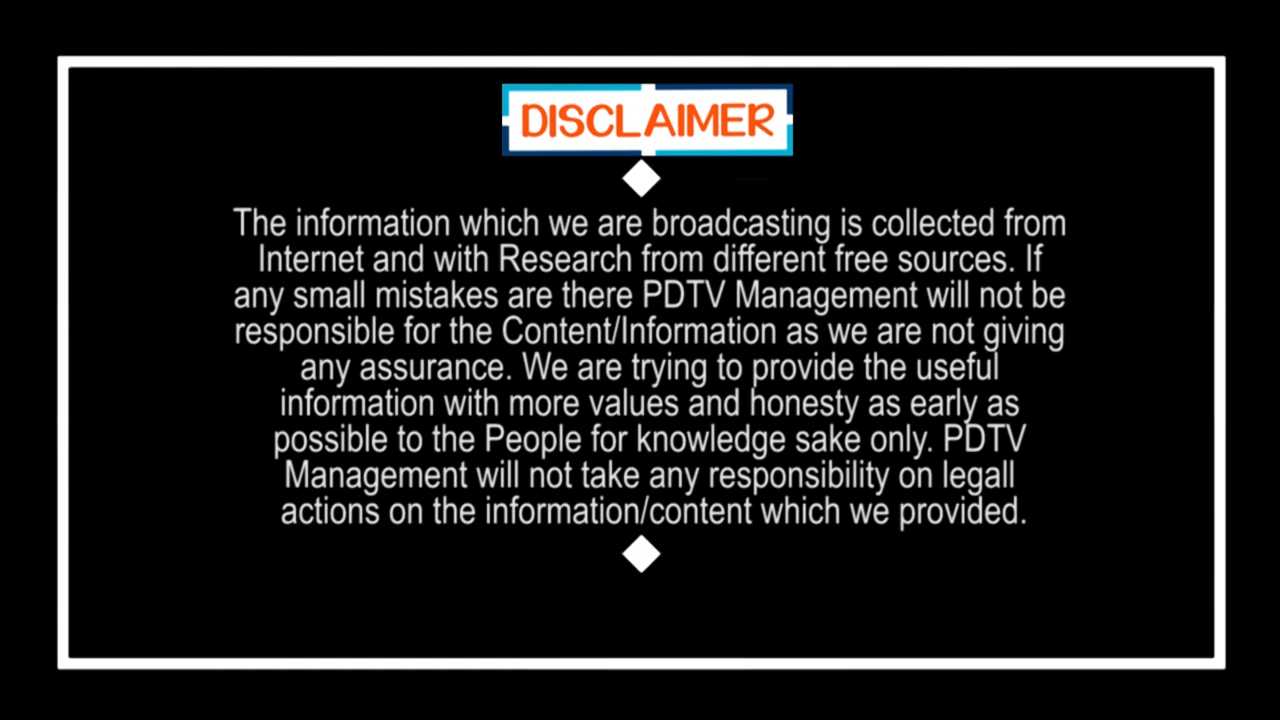 DISCLAIMER
The information which we are broadcasting is collected from
Internet and with Research from different free sources. If
any small mistakes are there PDTV Management will not be
responsible for the Content/Information as we are not giving
any assurance. We are trying to provide the useful
information with more values and honesty as early as
possible to the People for knowledge sake only. PDTV
Management will not take any responsibility on legall
actions on the information/content which we provided.